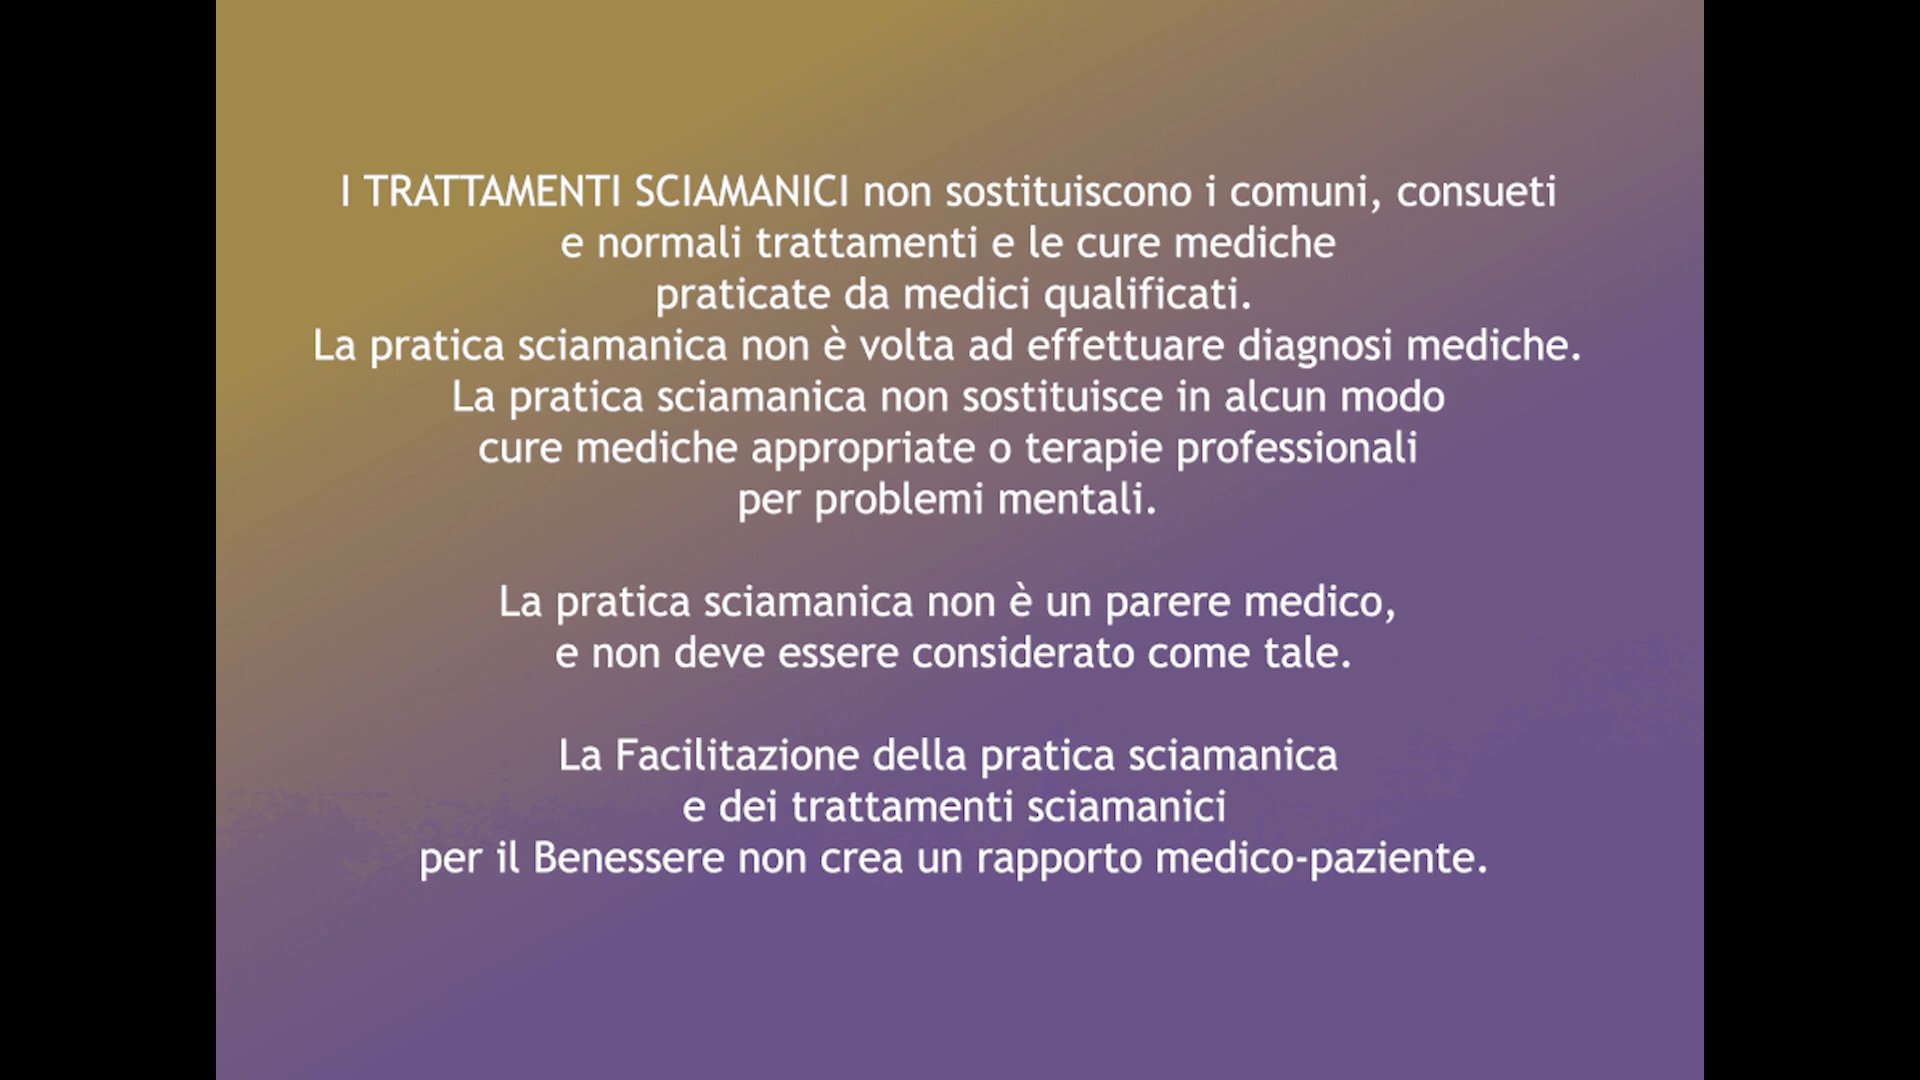 I TRATTAMENTI SCIAMANICI non sostituiscono i comuni, consueti
e normali trattamenti e le cure mediche
praticate da medici qualificati.
La pratica sciamanica non è volta ad effettuare diagnosi mediche.
La pratica sciamanica non sostituisce in alcun modo
cure mediche appropriate o terapie professionali
per problemi mentali.
La pratica sciamanica non è un parere medico,
e non deve essere considerato come tale.
La Facilitazione della pratica sciamanica
e dei trattamenti sciamanici
per il Benessere non crea un rapporto medico-paziente.